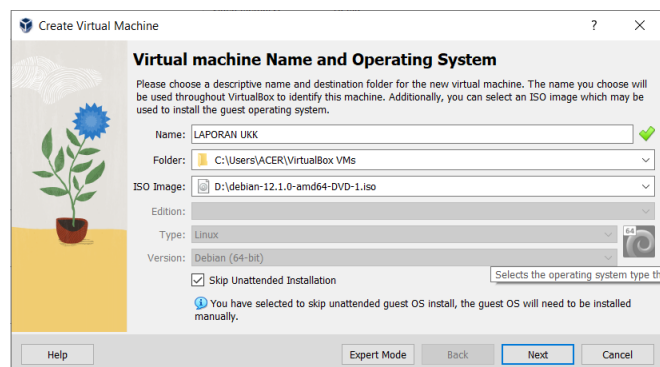 Create Virtual Machine
?
Virtual machine Name and Operating System
Please choose a descriptive name and destination folder for the new virtual machine. The name you choose will
be used throughout VirtualBox to identify this machine. Additionally, you can select an ISO image which may be
used to install the guest operating system.
Name: LAPORAN UKK
Folder: C:\Users\ACER\VirtualBox VMs
ISO Image: D:\debian-12.1.0-amd64-DVD-1.iso
Edition:
Type: Linux
64
Version: Debian (64-bit)
Selects the operating system type th
Skip Unattended Installation
You have selected to skip unattended guest OS install, the guest OS will need to be installed
manually.
Help Expert Mode Back Next Cancel